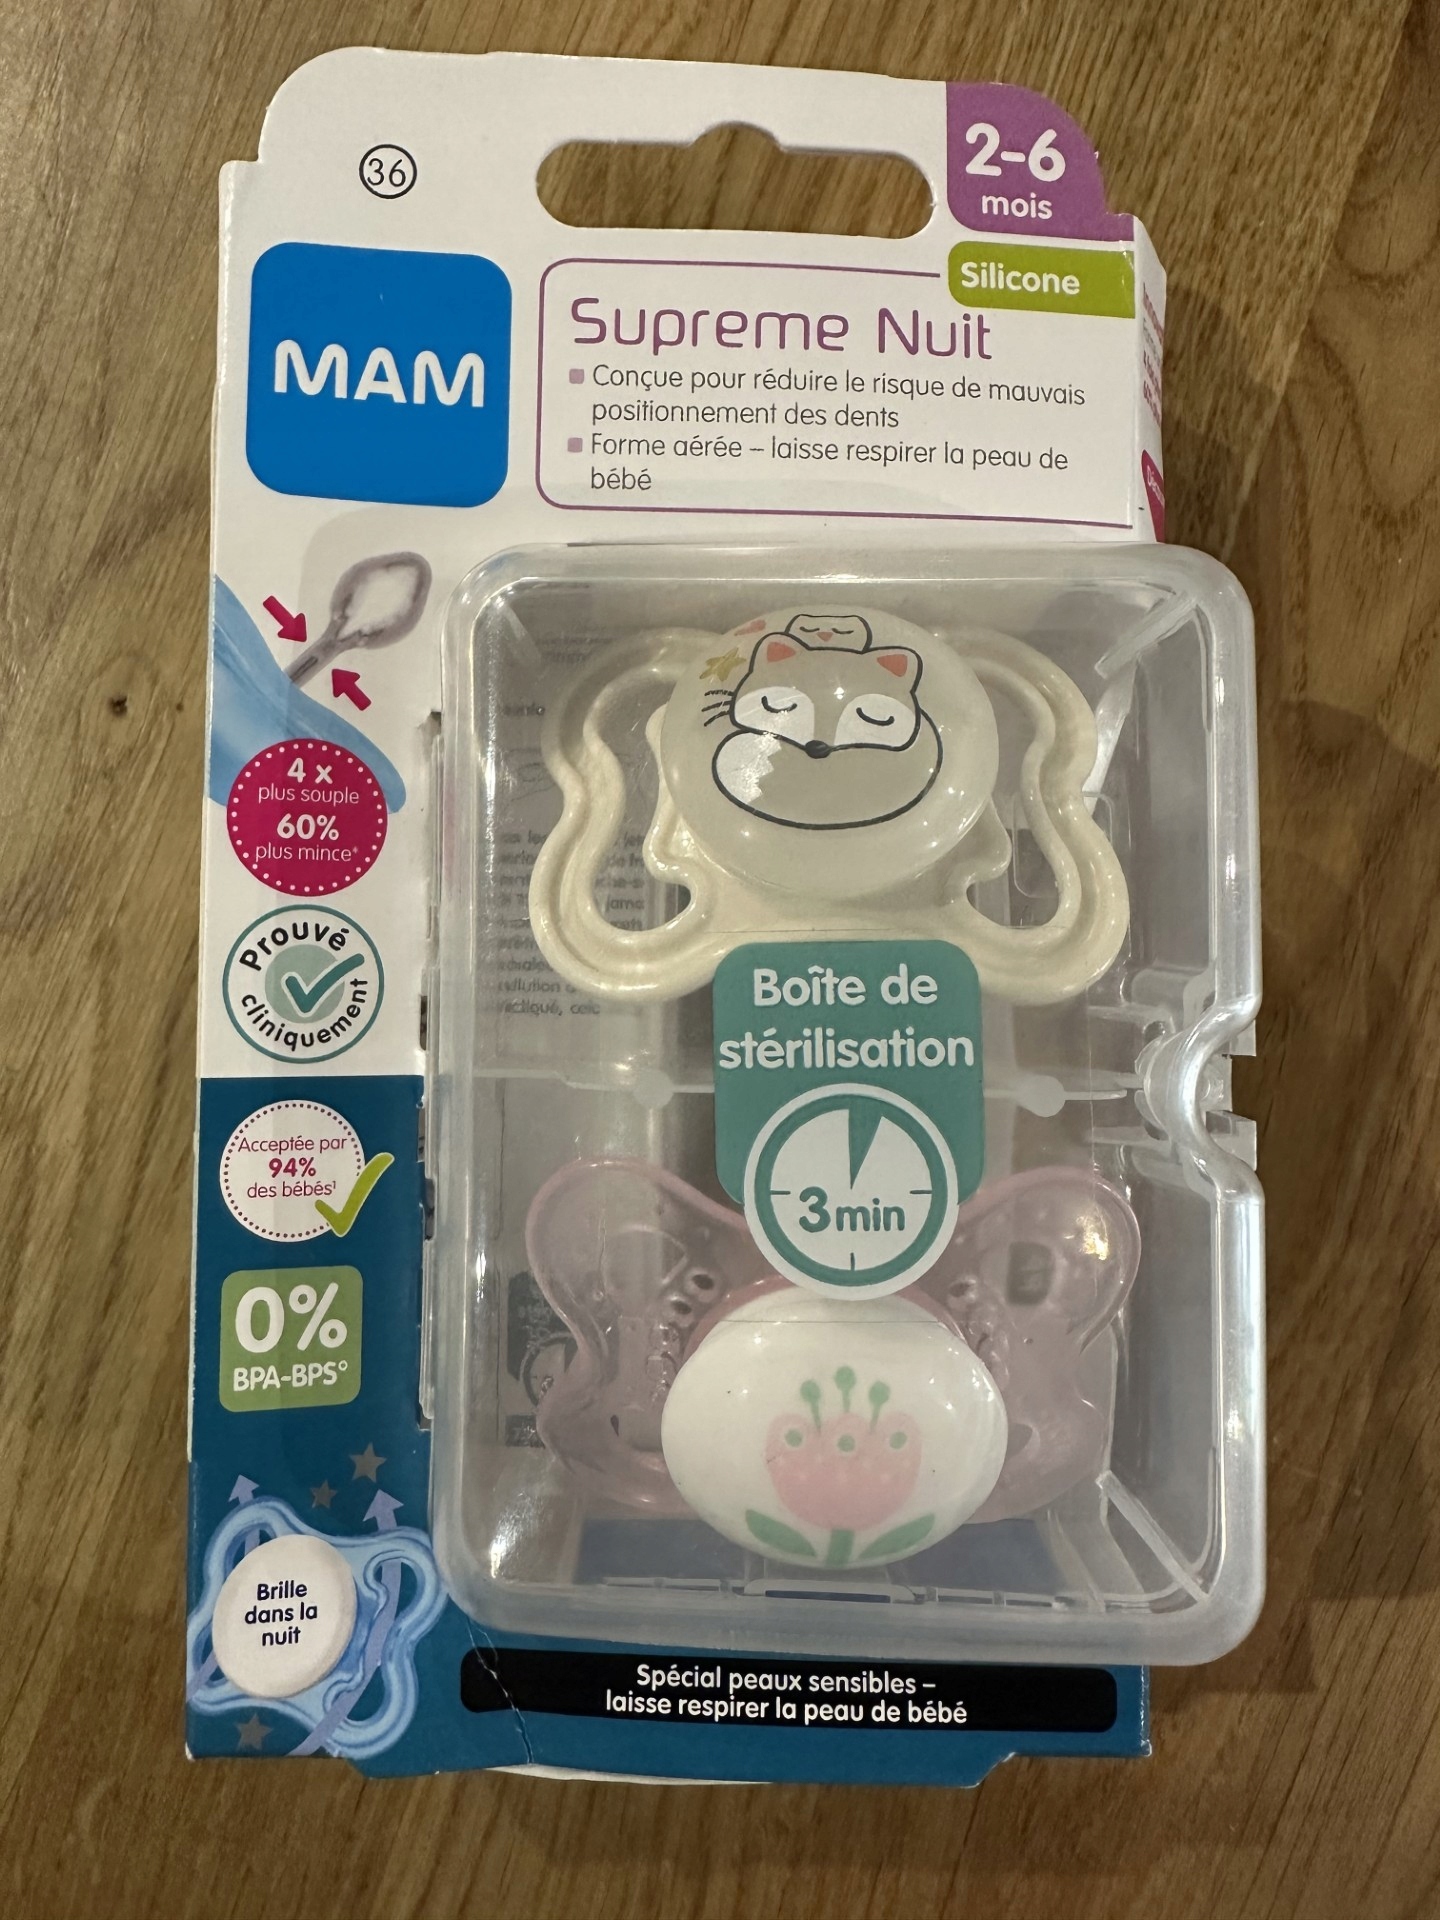 36
2-6
mois
Silicone
MAM
Supreme Nuit
Conçue pour réduire le risque de mauvais
positionnement des dents
Forme aérée – laisse respirer la peau de
bébé
4 x
plus souple
60%
plus mince*
Prouvé
cliniquement
Acceptée par
94%
des bébés¹
0%
BPA-BPS°
Boîte de
stérilisation
3 min
Brille
dans la
nuit
Spécial peaux sensibles –
laisse respirer la peau de bébé